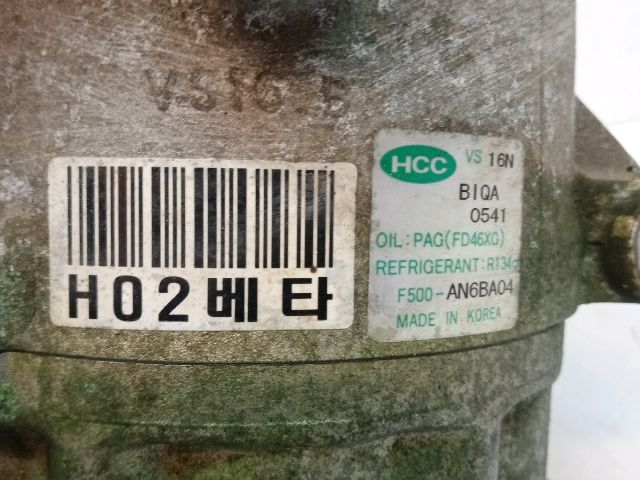 VS16 E
H02베타
HCC VS 16N
BIQA
0541
OIL:PAG(FD46XG)
REFRIGERANT:R134
F500-AN6BA04
MADE IN KOREA